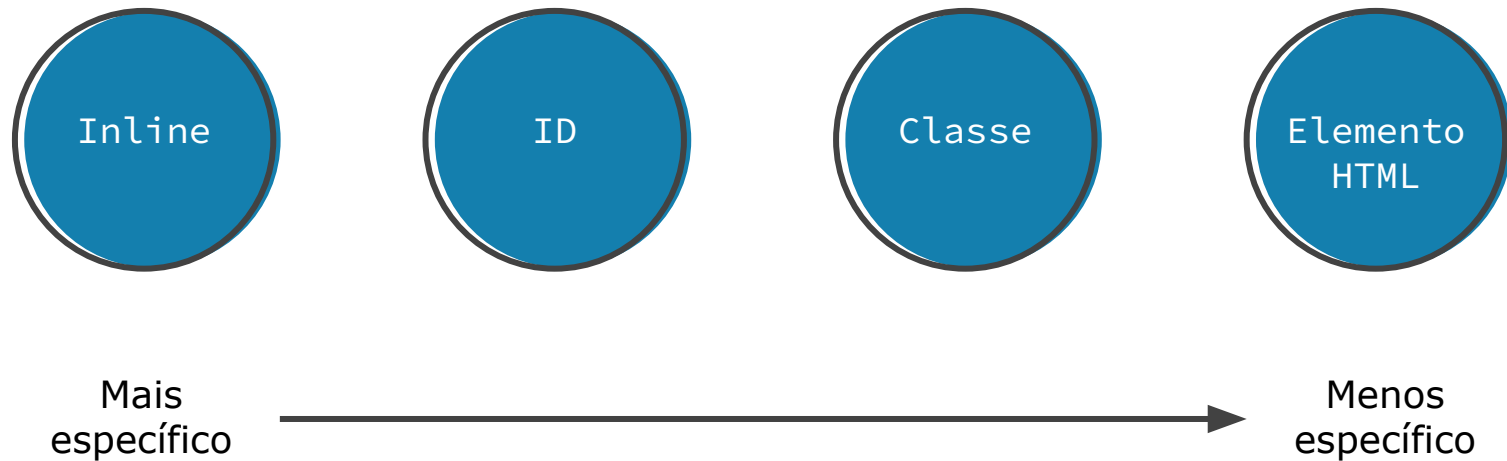 Inline
ID
Classe
Elemento
HTML
Mais
específico
Menos
específico